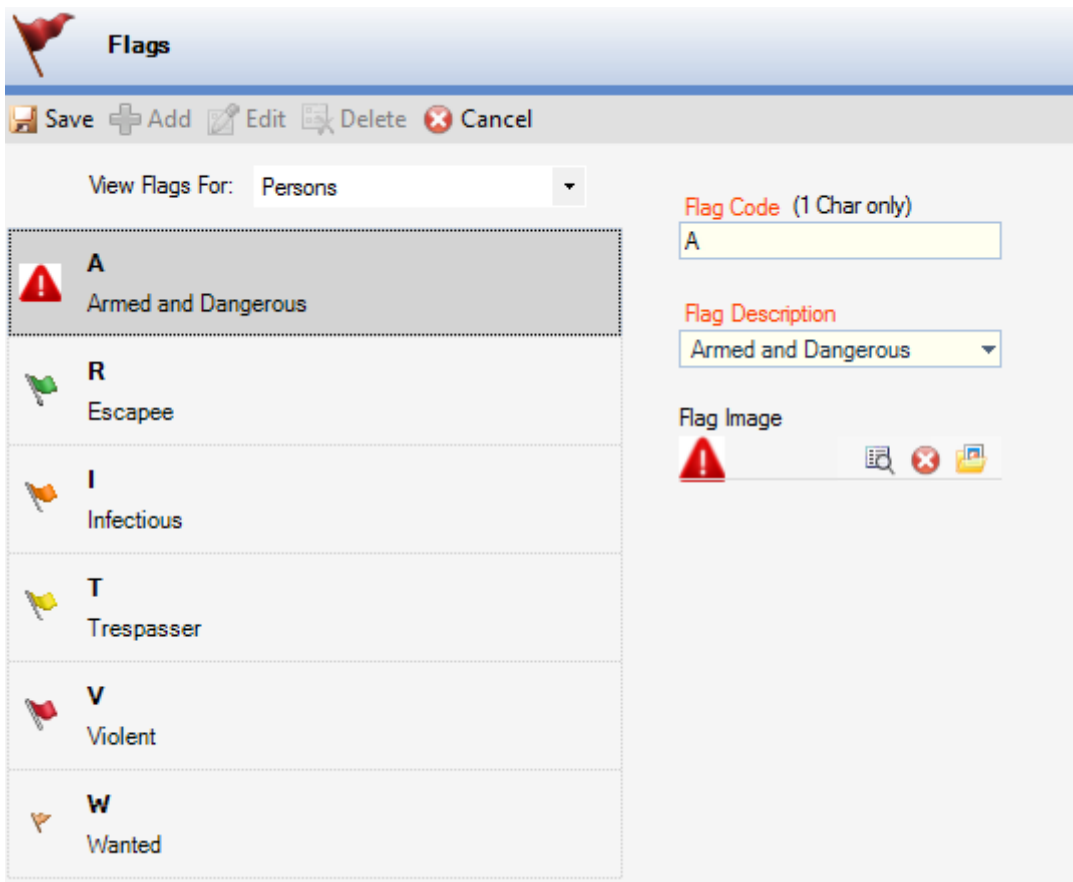 Flags
Save Add Edit Delete Cancel
View Flags For: Persons
A
Armed and Dangerous
R
Escapee
I
Infectious
T
Trespasser
V
Violent
W
Wanted
Flag Code (1 Char only)
A
Flag Description
Armed and Dangerous
Flag Image